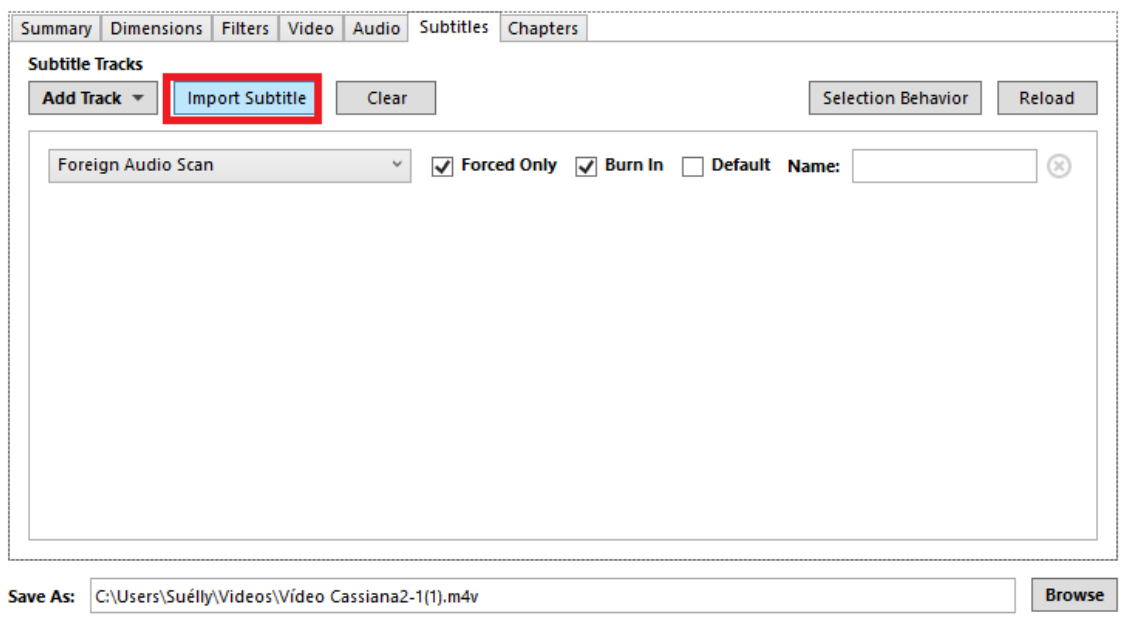 Summary Dimensions Filters Video Audio Subtitles Chapters
Subtitle Tracks
Add Track Import Subtitle Clear Selection Behavior Reload
Foreign Audio Scan Forced Only Burn In Default Name:
Save As: C:\Users\Suélly\Videos\Vídeo Cassiana2-1(1).m4v Browse